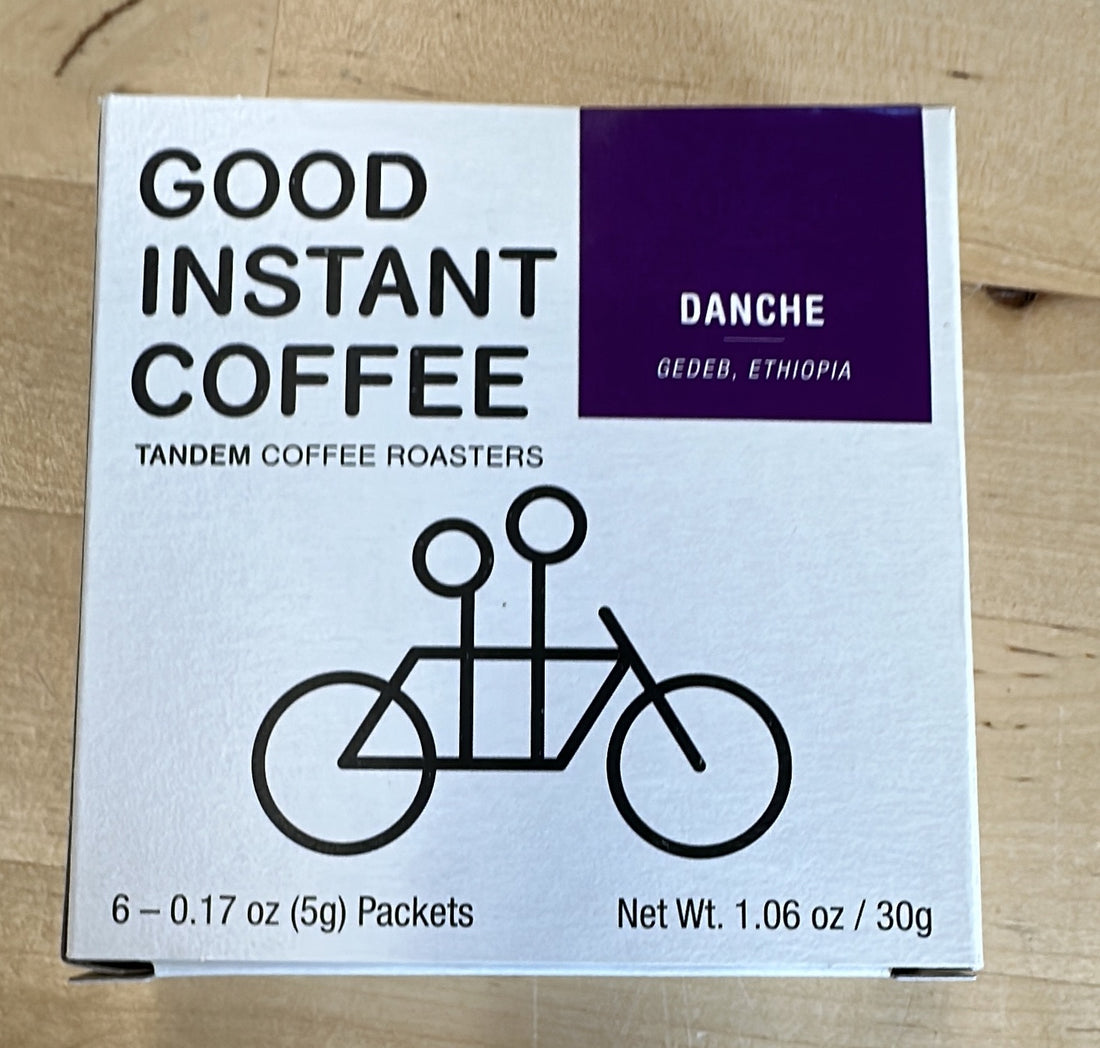 GOOD
INSTANT
COFFEE
TANDEM COFFEE ROASTERS
DANCHE
GEDEB, ETHIOPIA
6 – 0.17 oz (5g) Packets
Net Wt. 1.06 oz / 30g